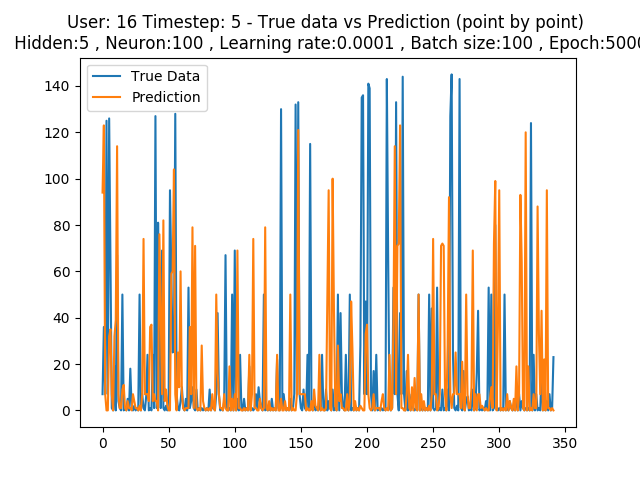 User: 16 Timestep: 5 - True data vs Prediction (point by point)
Hidden:5 , Neuron:100 , Learning rate:0.0001 , Batch size:100 , Epoch:5000
True Data
Prediction
140
120
100
80
60
40
20
0
0 50 100 150 200 250 300 350